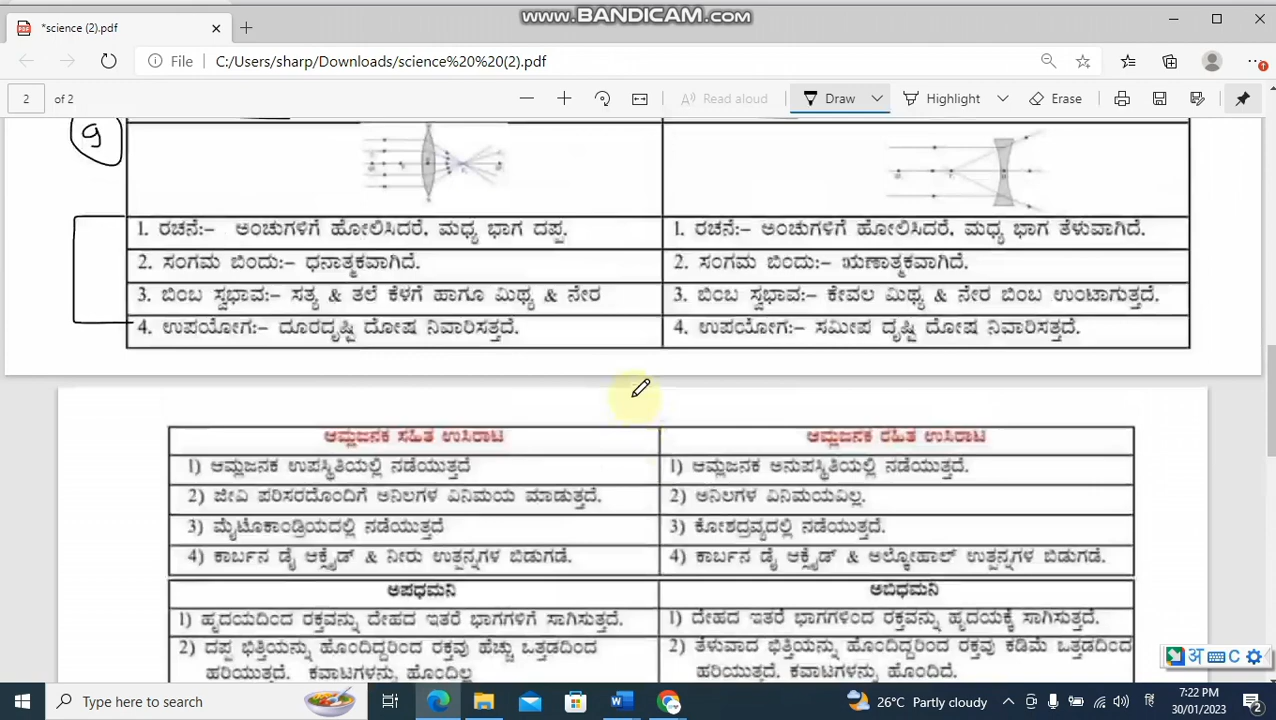 www.BANDICAM.com
*science (2).pdf
File C:/Users/sharp/Downloads/science%20%20(2).pdf
2 of 2 Read aloud Draw Highlight Erase
9
1. ರಚನೆ:– ಅಂಚುಗಳಿಗೆ ಹೋಲಿಸಿದರೆ, ಮಧ್ಯ ಭಾಗ ದಪ್ಪ.
1. ರಚನೆ:– ಅಂಚುಗಳಿಗೆ ಹೋಲಿಸಿದರೆ, ಮಧ್ಯ ಭಾಗ ತೆಳುವಾಗಿದೆ.
2. ಸಂಗಮ ಬಿಂದು:– ಧನಾತ್ಮಕವಾಗಿದೆ.
2. ಸಂಗಮ ಬಿಂದು:– ಋಣಾತ್ಮಕವಾಗಿದೆ.
3. ಬಿಂಬ ಸ್ವಭಾವ:– ಸತ್ಯ & ತಲೆ ಕೆಳಗೆ ಹಾಗೂ ಮಿಥ್ಯ & ನೇರ
3. ಬಿಂಬ ಸ್ವಭಾವ:– ಕೇವಲ ಮಿಥ್ಯ & ನೇರ ಬಿಂಬ ಉಂಟಾಗುತ್ತದೆ.
4. ಉಪಯೋಗ:– ದೂರದೃಷ್ಟಿ ದೋಷ ನಿವಾರಿಸತ್ತದೆ.
4. ಉಪಯೋಗ:– ಸಮೀಪ ದೃಷ್ಟಿ ದೋಷ ನಿವಾರಿಸತ್ತದೆ.
ಆಮ್ಲಜನಕ ಸಹಿತ ಉಸಿರಾಟ
ಆಮ್ಲಜನಕ ರಹಿತ ಉಸಿರಾಟ
1) ಆಮ್ಲಜನಕ ಉಪಸ್ಥಿತಿಯಲ್ಲಿ ನಡೆಯುತ್ತದೆ
1) ಆಮ್ಲಜನಕ ಅನುಪಸ್ಥಿತಿಯಲ್ಲಿ ನಡೆಯುತ್ತದೆ.
2) ಜೀವಿ ಪರಿಸರದೊಂದಿಗೆ ಅನಿಲಗಳ ವಿನಿಮಯ ಮಾಡುತ್ತದೆ.
2) ಅನಿಲಗಳ ವಿನಿಮಯವಿಲ್ಲ.
3) ಮೈಟೊಕಾಂಡ್ರಿಯದಲ್ಲಿ ನಡೆಯುತ್ತದೆ
3) ಕೋಶದ್ರವ್ಯದಲ್ಲಿ ನಡೆಯುತ್ತದೆ.
4) ಕಾರ್ಬನ ಡೈ ಆಕ್ಸೈಡ್ & ನೀರು ಉತ್ಪನ್ನಗಳ ಬಿಡುಗಡೆ.
4) ಕಾರ್ಬನ ಡೈ ಆಕ್ಸೈಡ್ & ಅಲ್ಕೋಹಾಲ್ ಉತ್ಪನ್ನಗಳ ಬಿಡುಗಡೆ.
ಅಪಧಮನಿ
ಅಬಿಧಮನಿ
1) ಹೃದಯದಿಂದ ರಕ್ತವನ್ನು ದೇಹದ ಇತರೆ ಭಾಗಗಳಿಗೆ ಸಾಗಿಸುತ್ತದೆ.
1) ದೇಹದ ಇತರೆ ಭಾಗಗಳಿಂದ ರಕ್ತವನ್ನು ಹೃದಯಕ್ಕೆ ಸಾಗಿಸುತ್ತದೆ.
2) ದಪ್ಪ ಭಿತ್ತಿಯನ್ನು ಹೊಂದಿದ್ದರಿಂದ ರಕ್ತವು ಹೆಚ್ಚು ಒತ್ತಡದಿಂದ
ಹರಿಯುತ್ತದೆ. ಕವಾಟಗಳನ್ನು ಹೊಂದಿಲ್ಲ
2) ತೆಳುವಾದ ಭಿತ್ತಿಯನ್ನು ಹೊಂದಿದ್ದರಿಂದ ರಕ್ತವು ಕಡಿಮೆ ಒತ್ತಡದಿಂದ
ಹರಿಯುತ್ತದೆ. ಕವಾಟಗಳನ್ನು ಹೊಂದಿದೆ.
अ C
Type here to search 26°C Partly cloudy 7:22 PM
30/01/2023